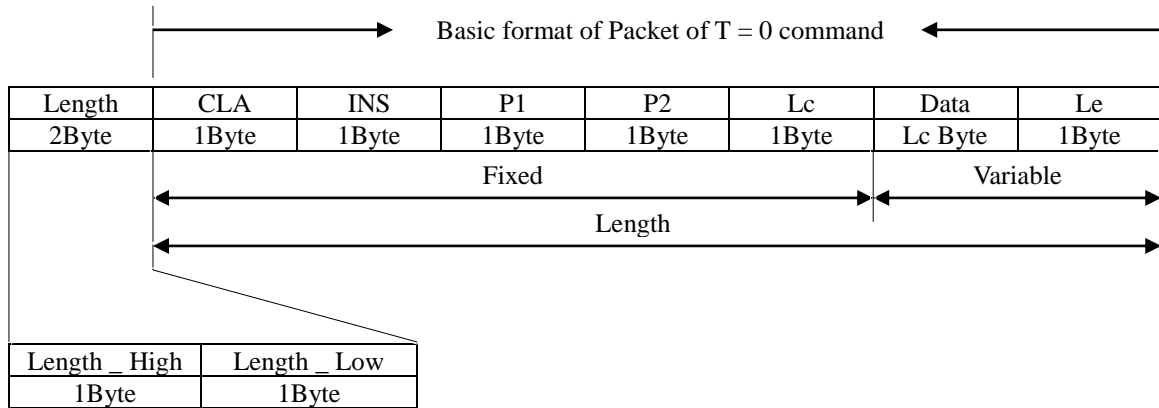 Basic format of Packet of T = 0 command
Length CLA INS P1 P2 Lc Data Le
2Byte 1Byte 1Byte 1Byte 1Byte 1Byte Lc Byte 1Byte
Fixed Variable
Length
Length _ High Length _ Low
1Byte 1Byte